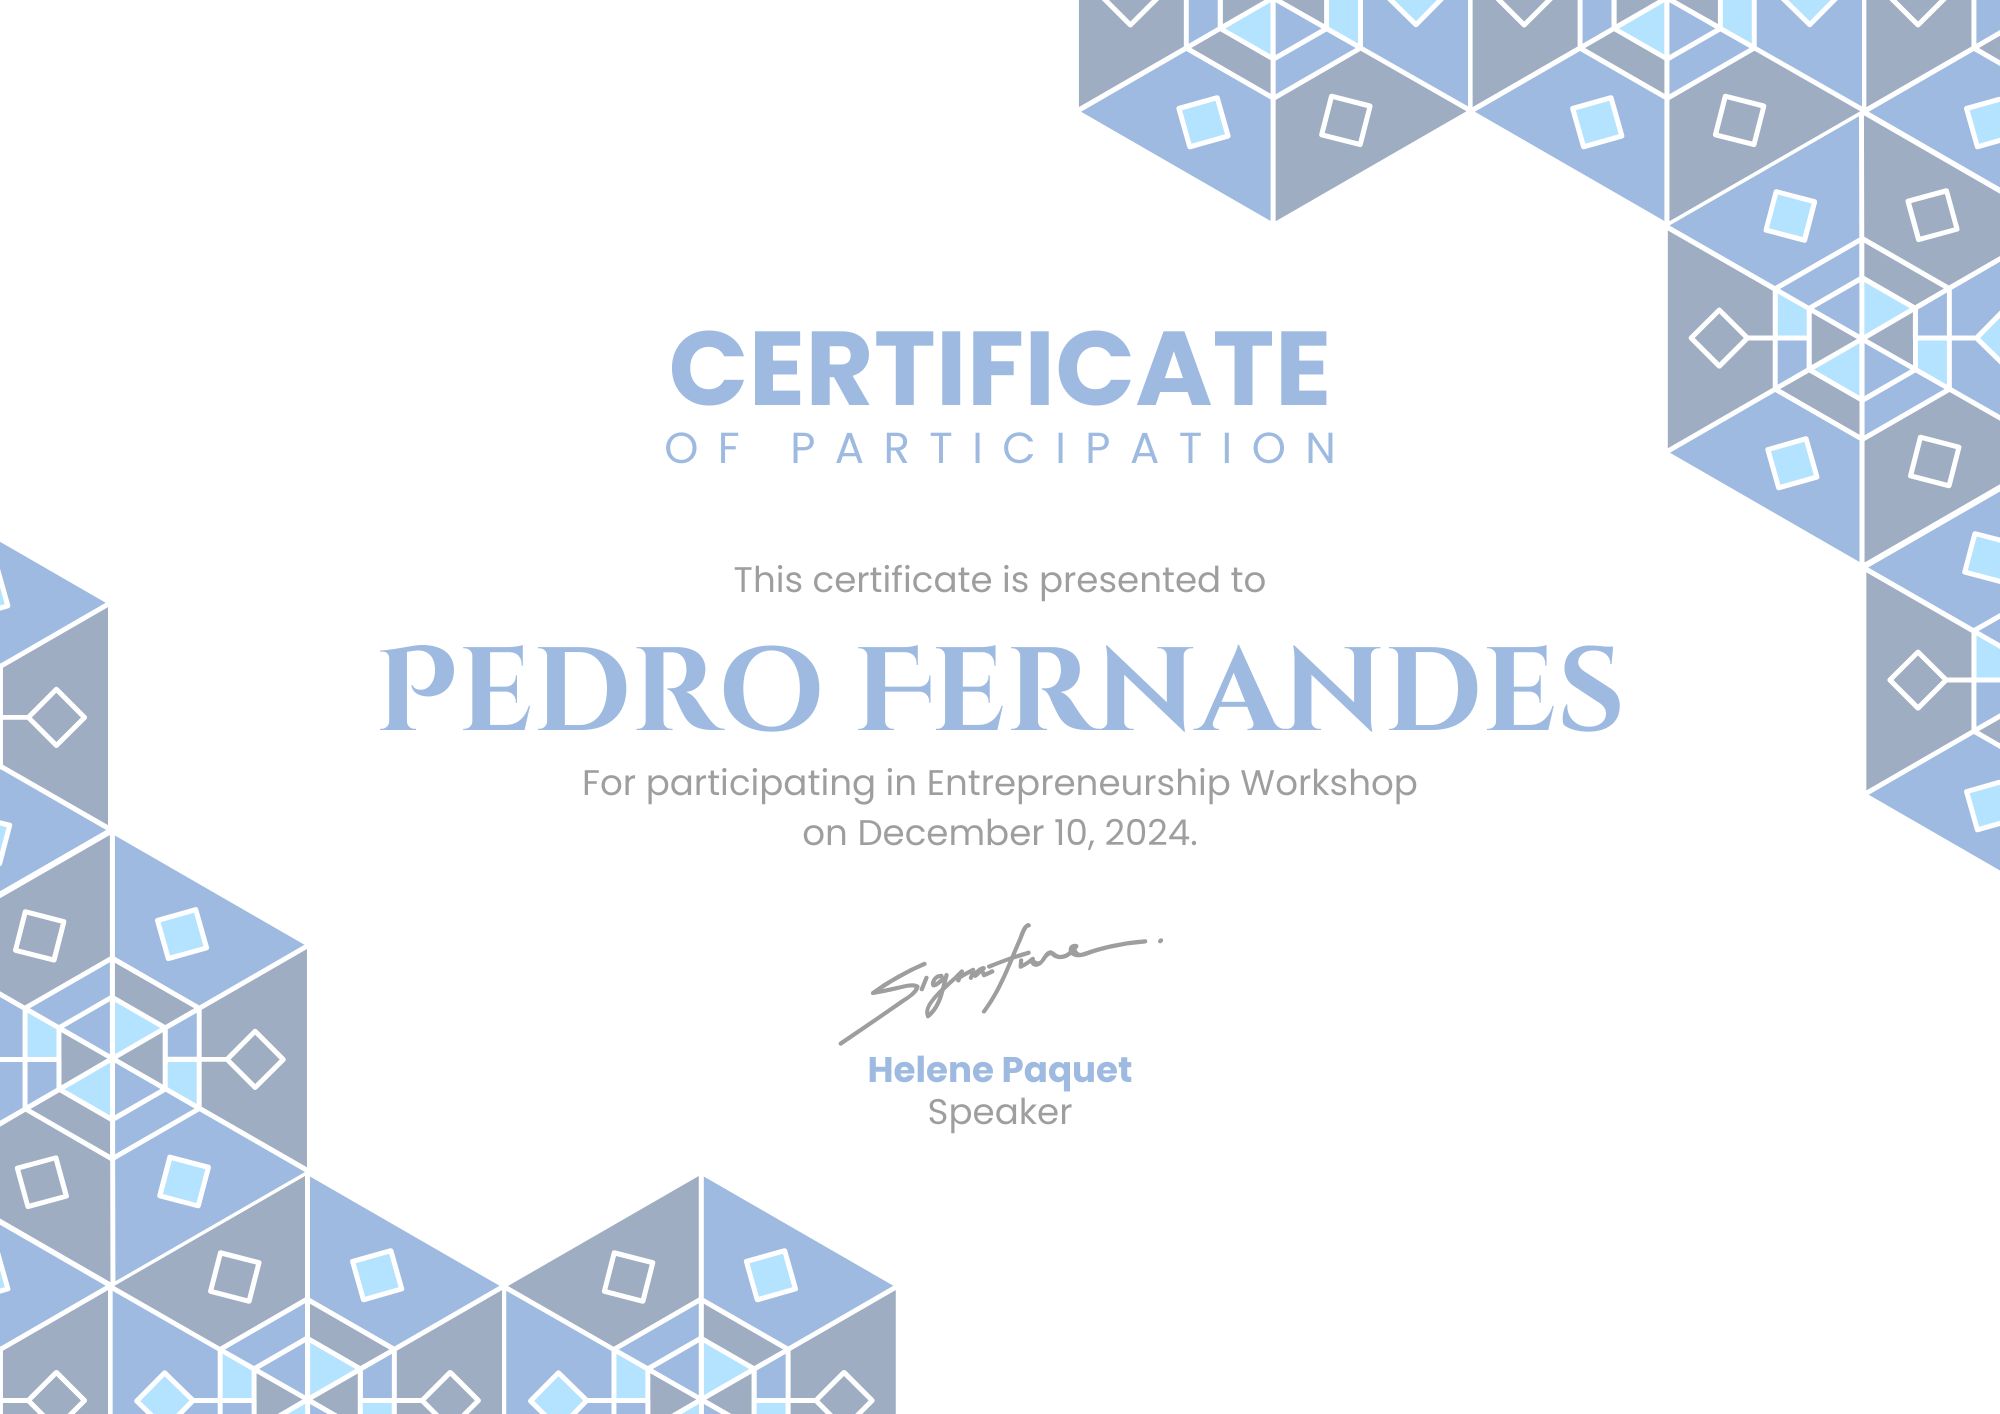 CERTIFICATE
OF PARTICIPATION
This certificate is presented to
PEDRO FERNANDES
For participating in Entrepreneurship Workshop
on December 10, 2024.
Signature
Helene Paquet
Speaker